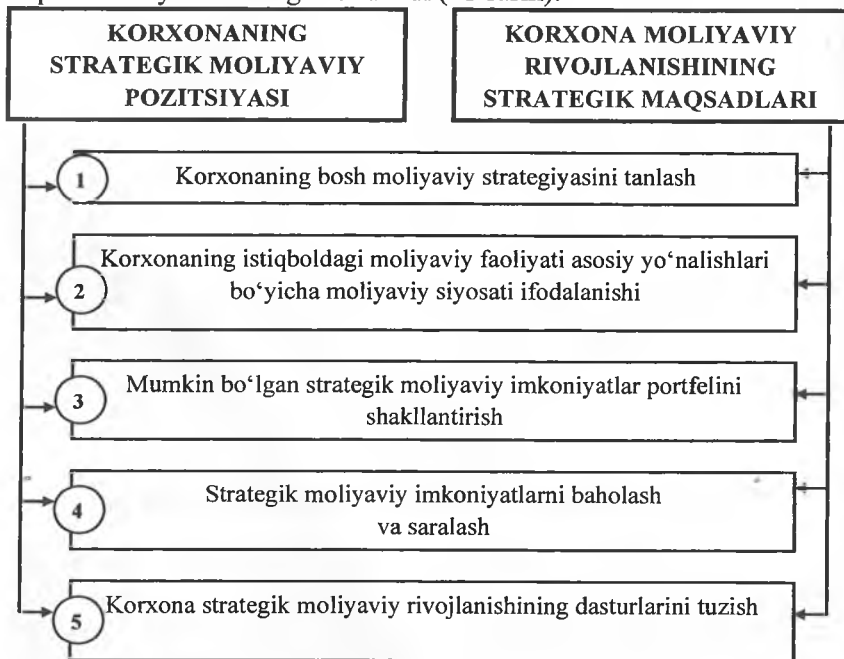 KORXONANING
STRATEGIK MOLIYAVIY
POZITSIYASI
KORXONA MOLIYAVIY
RIVOJLANISHINING
STRATEGIK MAQSADLARI
1
Korxonaning bosh moliyaviy strategiyasini tanlash
Korxonaning istiqboldagi moliyaviy faoliyati asosiy yo‘nalishlari
2
bo‘yicha moliyaviy siyosati ifodalanishi
Mumkin bo‘lgan strategik moliyaviy imkoniyatlar portfelini
3
shakllantirish
Strategik moliyaviy imkoniyatlarni baholash
4
va saralash
Korxona strategik moliyaviy rivojlanishining dasturlarini tuzish
5